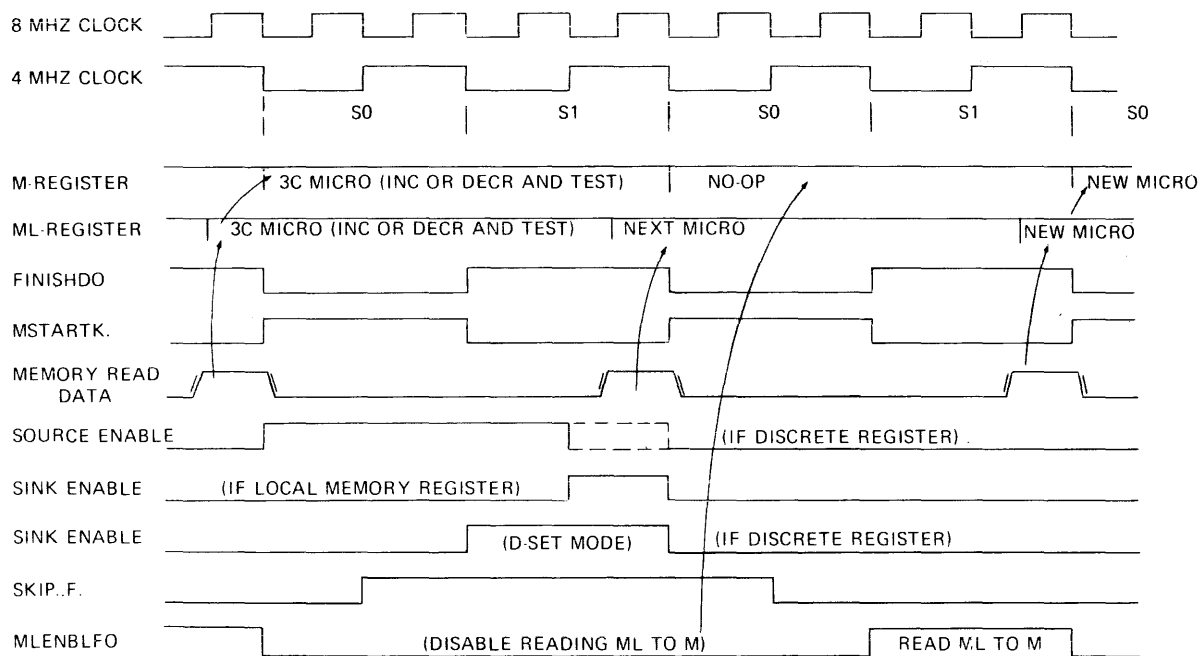 8 MHZ CLOCK
4 MHZ CLOCK
S0 S1 S0 S1 S0
M-REGISTER 3C MICRO (INC OR DECR AND TEST) NO-OP NEW MICRO
ML-REGISTER 3C MICRO (INC OR DECR AND TEST) NEXT MICRO NEW MICRO
FINISHDO
MSTARTK.
MEMORY READ
DATA
SOURCE ENABLE (IF DISCRETE REGISTER).
SINK ENABLE (IF LOCAL MEMORY REGISTER)
SINK ENABLE (D-SET MODE) (IF DISCRETE REGISTER)
SKIP..F.
MLENBLFO (DISABLE READING ML TO M) READ ML TO M